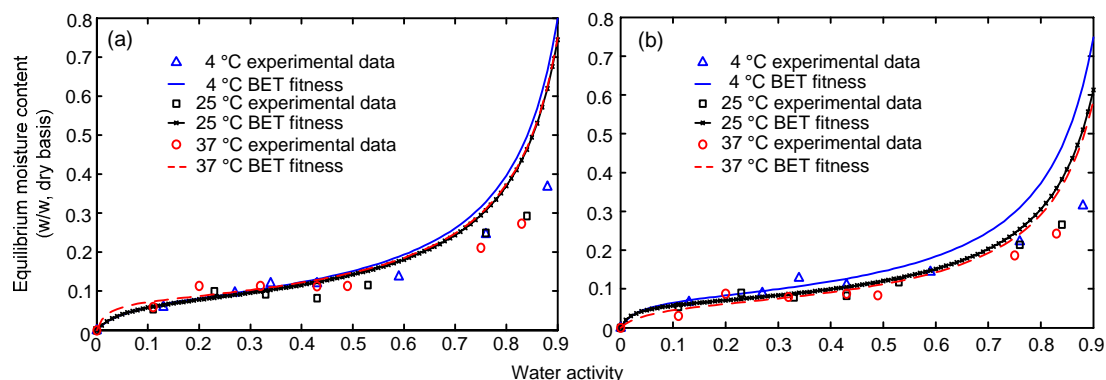 Equilibrium moisture content
(w/w, dry basis)
0.8
0.7
0.6
0.5
0.4
0.3
0.2
0.1
0
(a)
4 °C experimental data
4 °C BET fitness
25 °C experimental data
25 °C BET fitness
37 °C experimental data
37 °C BET fitness
0 0.1 0.2 0.3 0.4 0.5 0.6 0.7 0.8 0.9
0.8
0.7
0.6
0.5
0.4
0.3
0.2
0.1
0
(b)
4 °C experimental data
4 °C BET fitness
25 °C experimental data
25 °C BET fitness
37 °C experimental data
37 °C BET fitness
0 0.1 0.2 0.3 0.4 0.5 0.6 0.7 0.8 0.9
Water activity